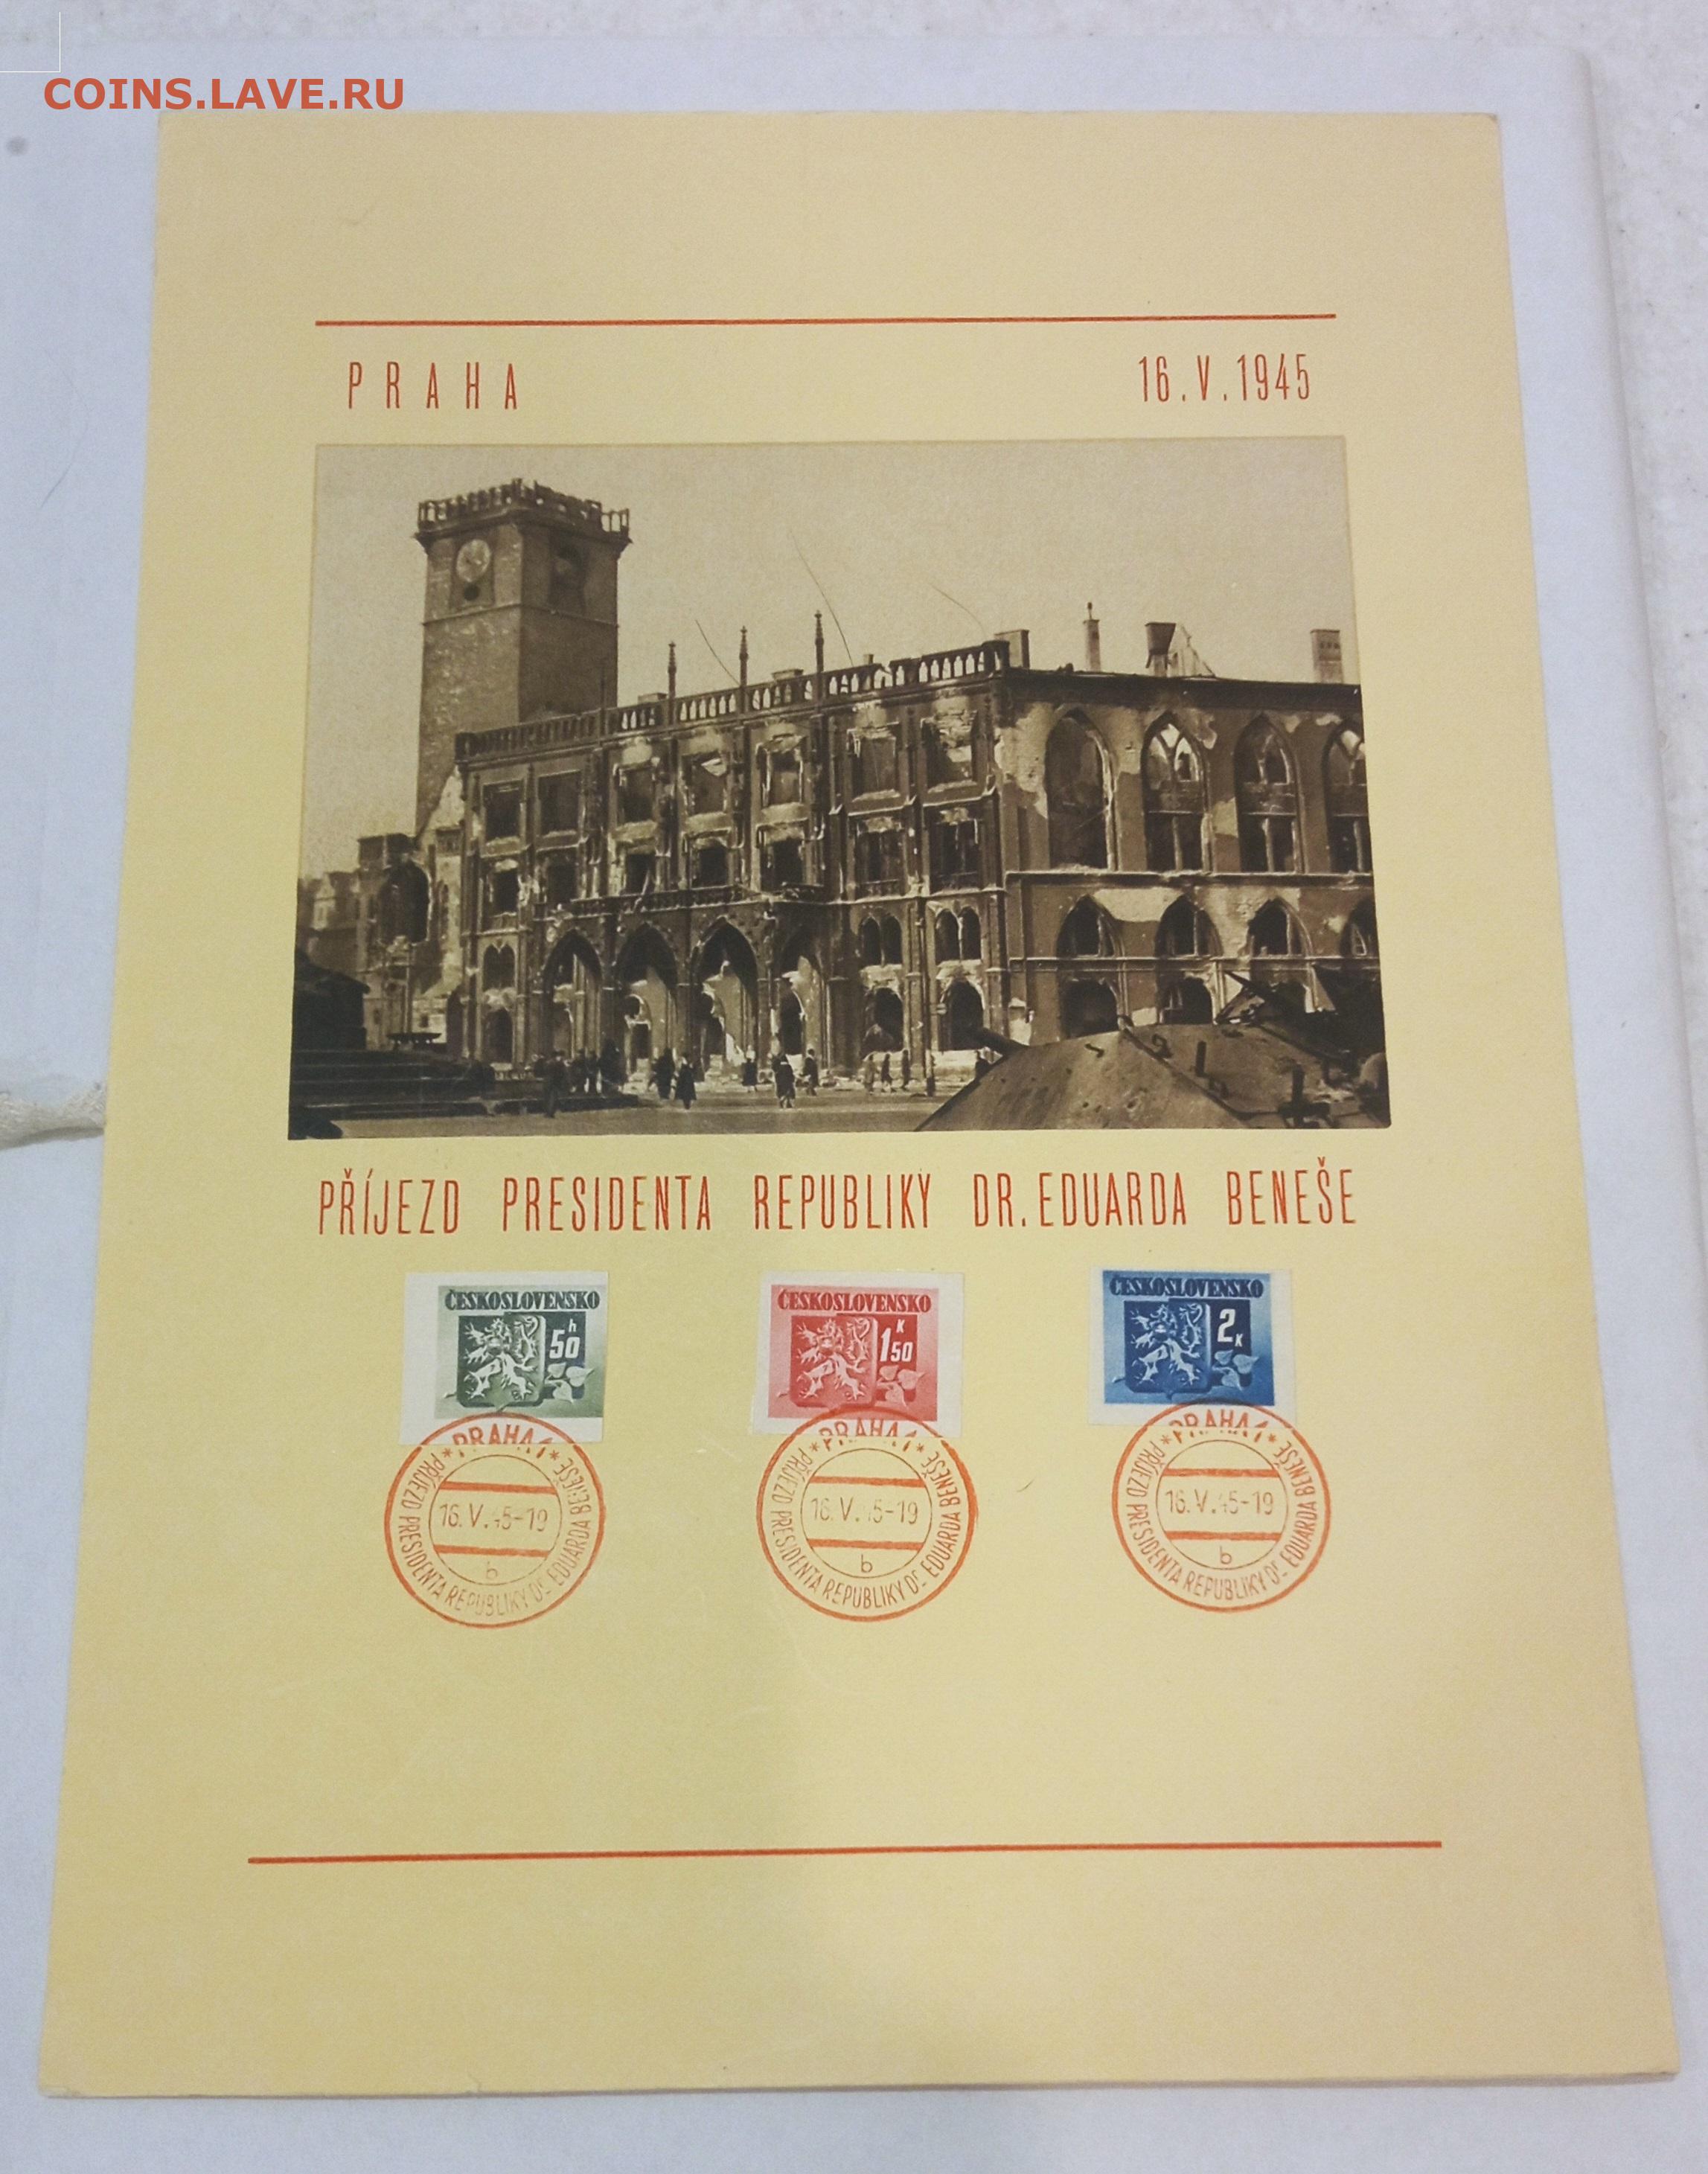 COINS.LAVE.RU
PRAHA
16.V.1945
PŘÍJEZD PRESIDENTA REPUBLIKY DR. EDUARDA BENEŠE
ČESKOSLOVENSKO
50 h
ČESKOSLOVENSKO
1 K 50
ČESKOSLOVENSKO
2 K
PRAHA 1
* PŘÍJEZD PRESIDENTA REPUBLIKY Dr EDUARDA BENEŠE *
16.V.45-19
b
PRAHA 1
* PŘÍJEZD PRESIDENTA REPUBLIKY Dr EDUARDA BENEŠE *
16.V.45-19
b
PRAHA 1
* PŘÍJEZD PRESIDENTA REPUBLIKY Dr EDUARDA BENEŠE *
16.V.45-19
b